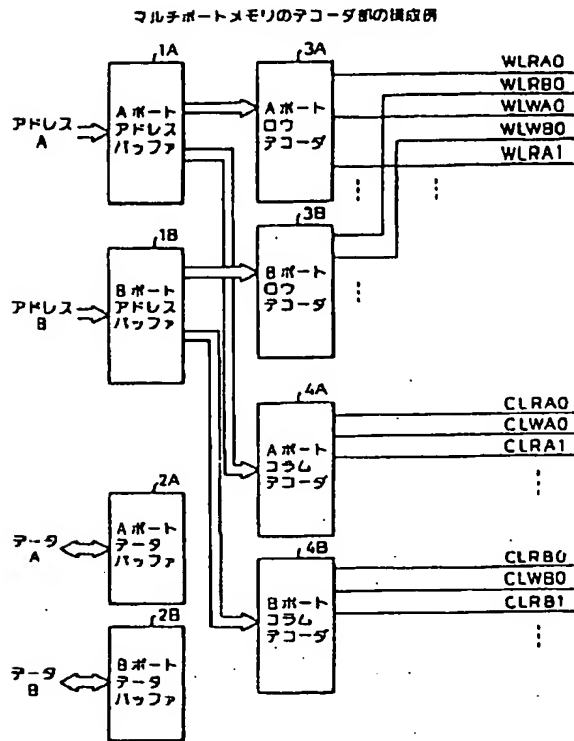 マルチポートメモリのデコーダ部の構成例
1A
Aポート
アドレス
バッファ
アドレス
A
1B
Bポート
アドレス
バッファ
アドレス
B
2A
Aポート
データ
バッファ
データ
A
2B
Bポート
データ
バッファ
データ
B
3A
Aポート
ロウ
デコーダ
3B
Bポート
ロウ
デコーダ
4A
Aポート
コラム
デコーダ
4B
Bポート
コラム
デコーダ
WLRA0
WLRB0
WLWA0
WLWB0
WLRA1
CLRA0
CLWA0
CLRA1
CLRB0
CLWB0
CLRB1